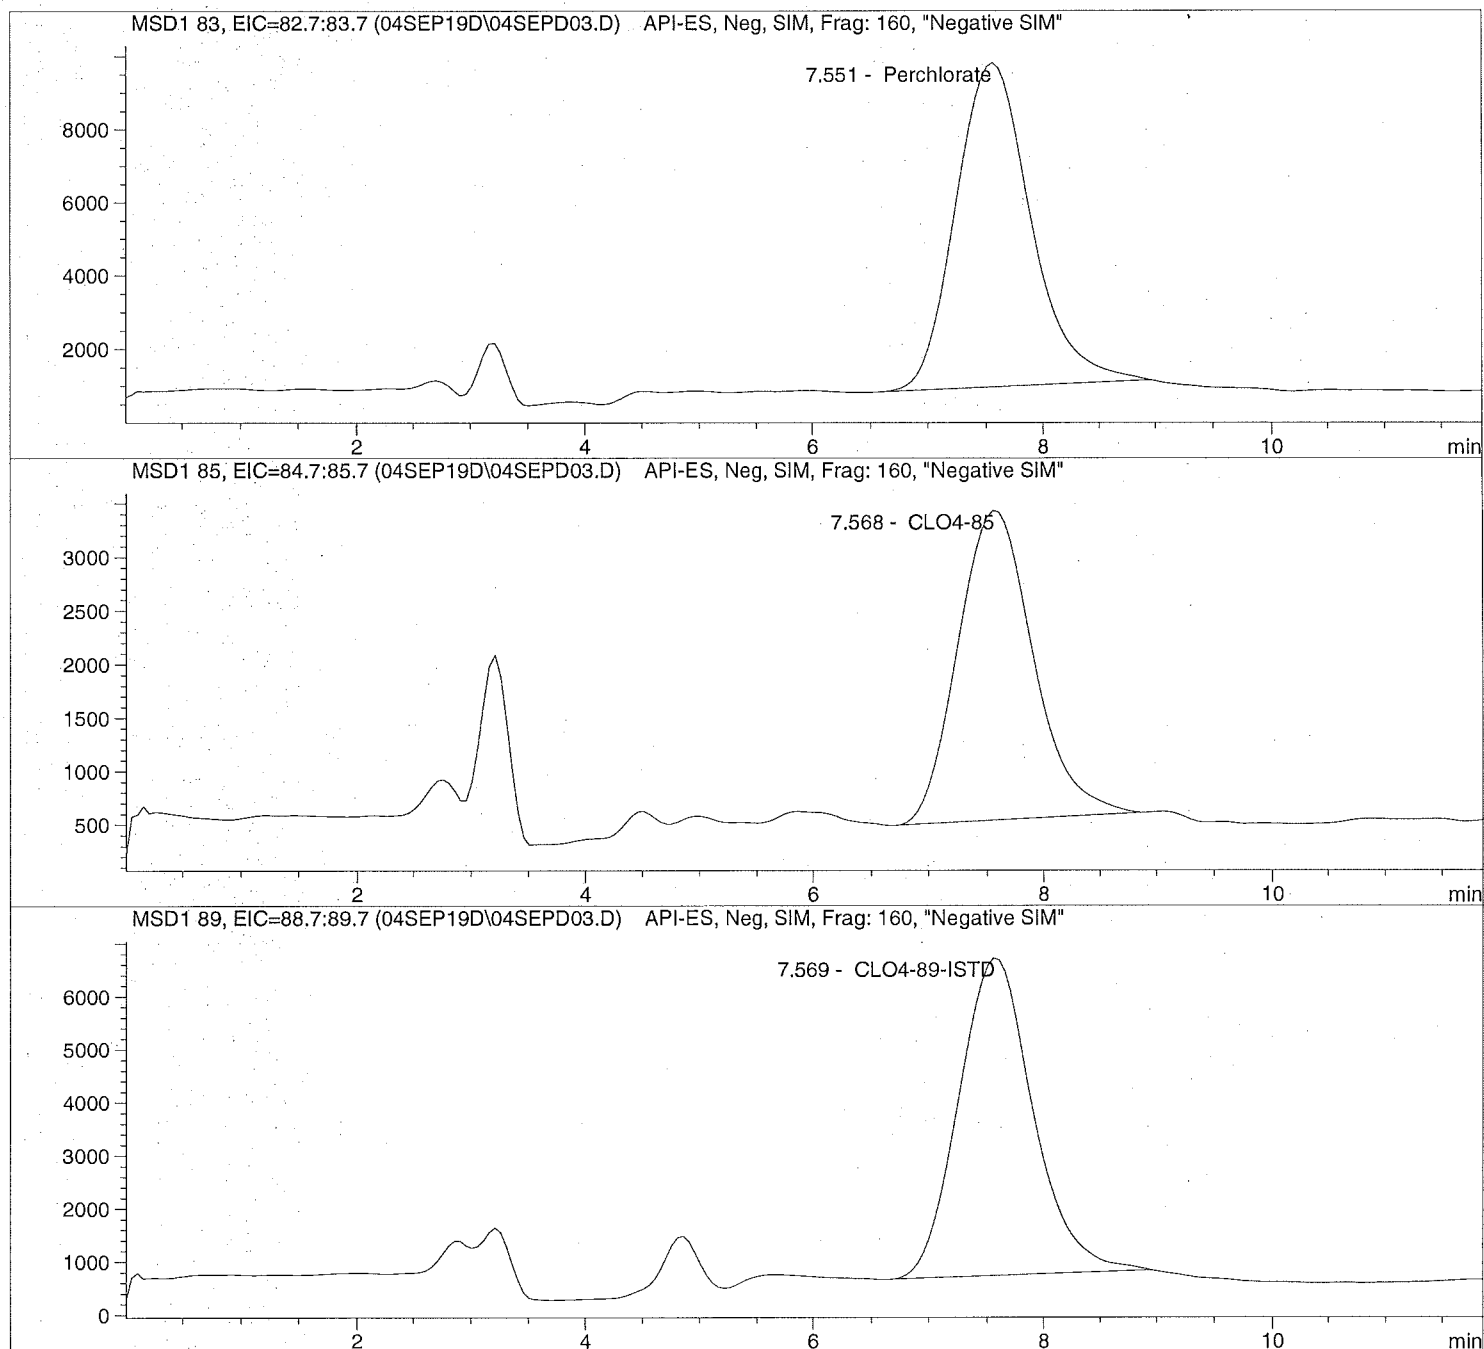 MSD1 83, EIC=82.7:83.7 (04SEP19D\04SEPD03.D) API-ES, Neg, SIM, Frag: 160, "Negative SIM"
7.551 - Perchlorate
8000
6000
4000
2000
2 4 6 8 10 min
MSD1 85, EIC=84.7:85.7 (04SEP19D\04SEPD03.D) API-ES, Neg, SIM, Frag: 160, "Negative SIM"
7.568 - CLO4-85
3000
2500
2000
1500
1000
500
2 4 6 8 10 min
MSD1 89, EIC=88.7:89.7 (04SEP19D\04SEPD03.D) API-ES, Neg, SIM, Frag: 160, "Negative SIM"
7.569 - CLO4-89-ISTD
6000
5000
4000
3000
2000
1000
0
2 4 6 8 10 min